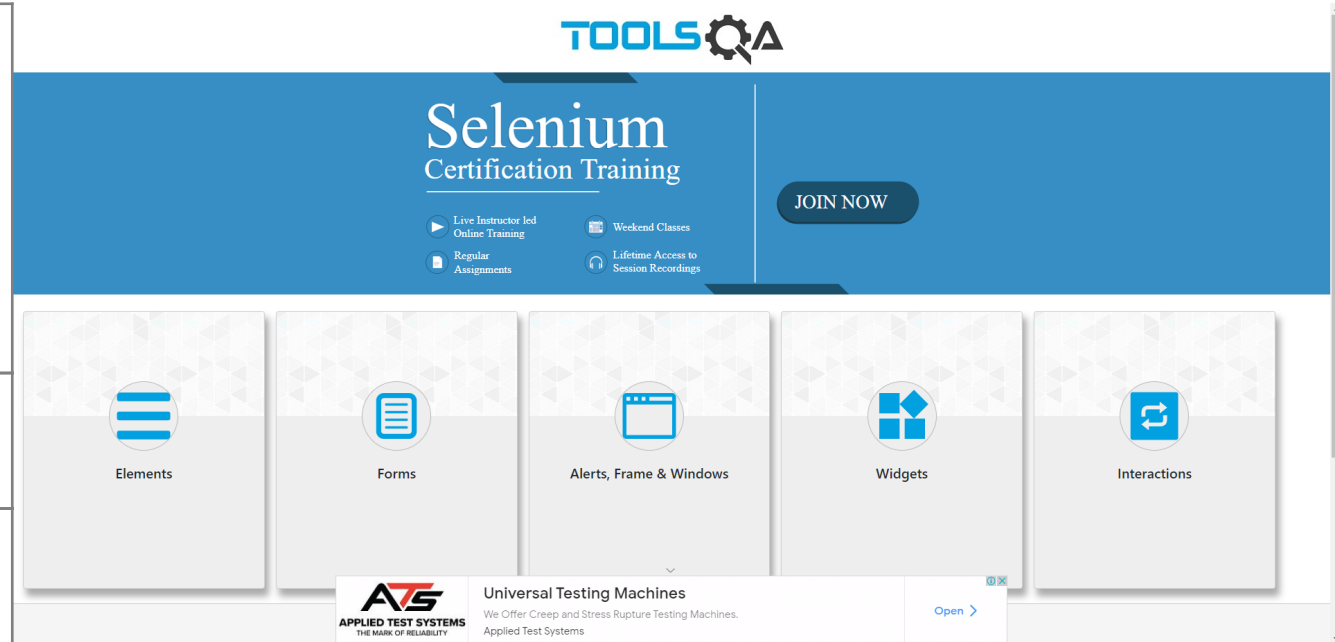 TOOLSQA
Selenium
Certification Training
Live Instructor led
Online Training
Weekend Classes
Regular
Assignments
Lifetime Access to
Session Recordings
JOIN NOW
Elements
Forms
Alerts, Frame & Windows
Widgets
Interactions
ATS
APPLIED TEST SYSTEMS
THE MARK OF RELIABILITY
Universal Testing Machines
We Offer Creep and Stress Rupture Testing Machines.
Applied Test Systems
Open